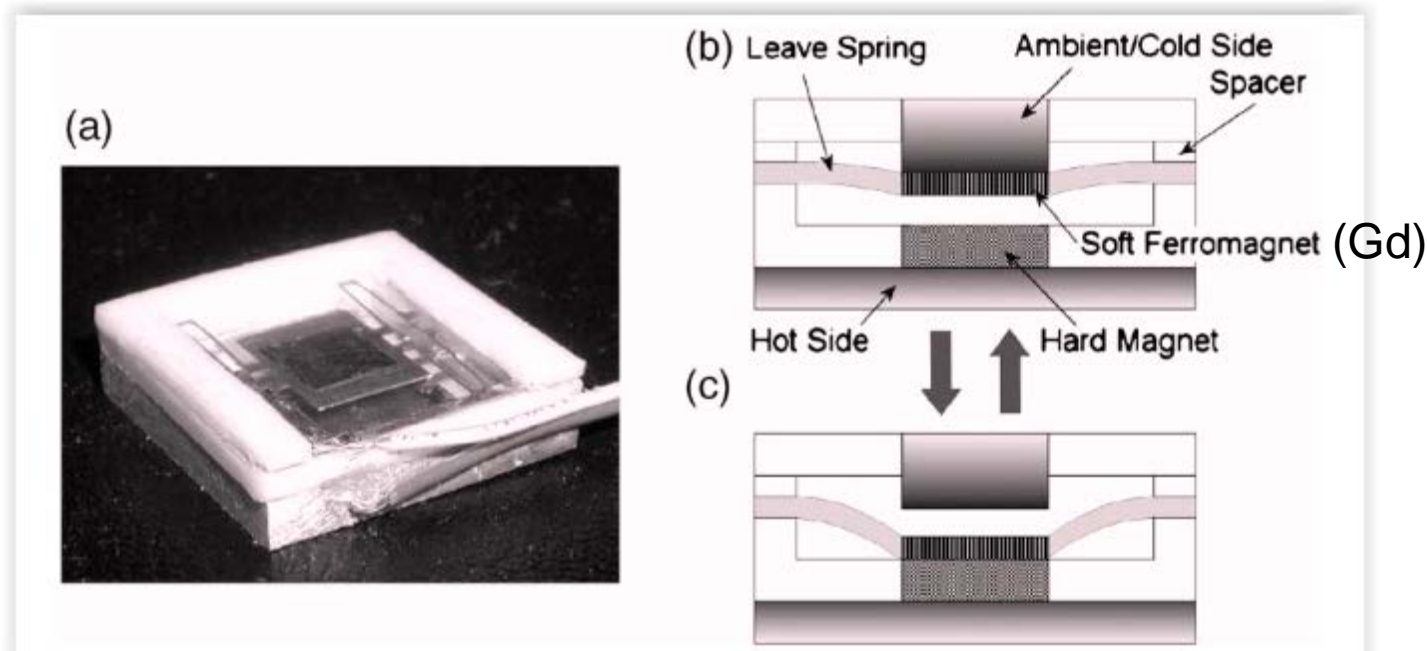 (a)
(b) Leave Spring
Ambient/Cold Side
Spacer
Soft Ferromagnet (Gd)
Hot Side
Hard Magnet
(c)